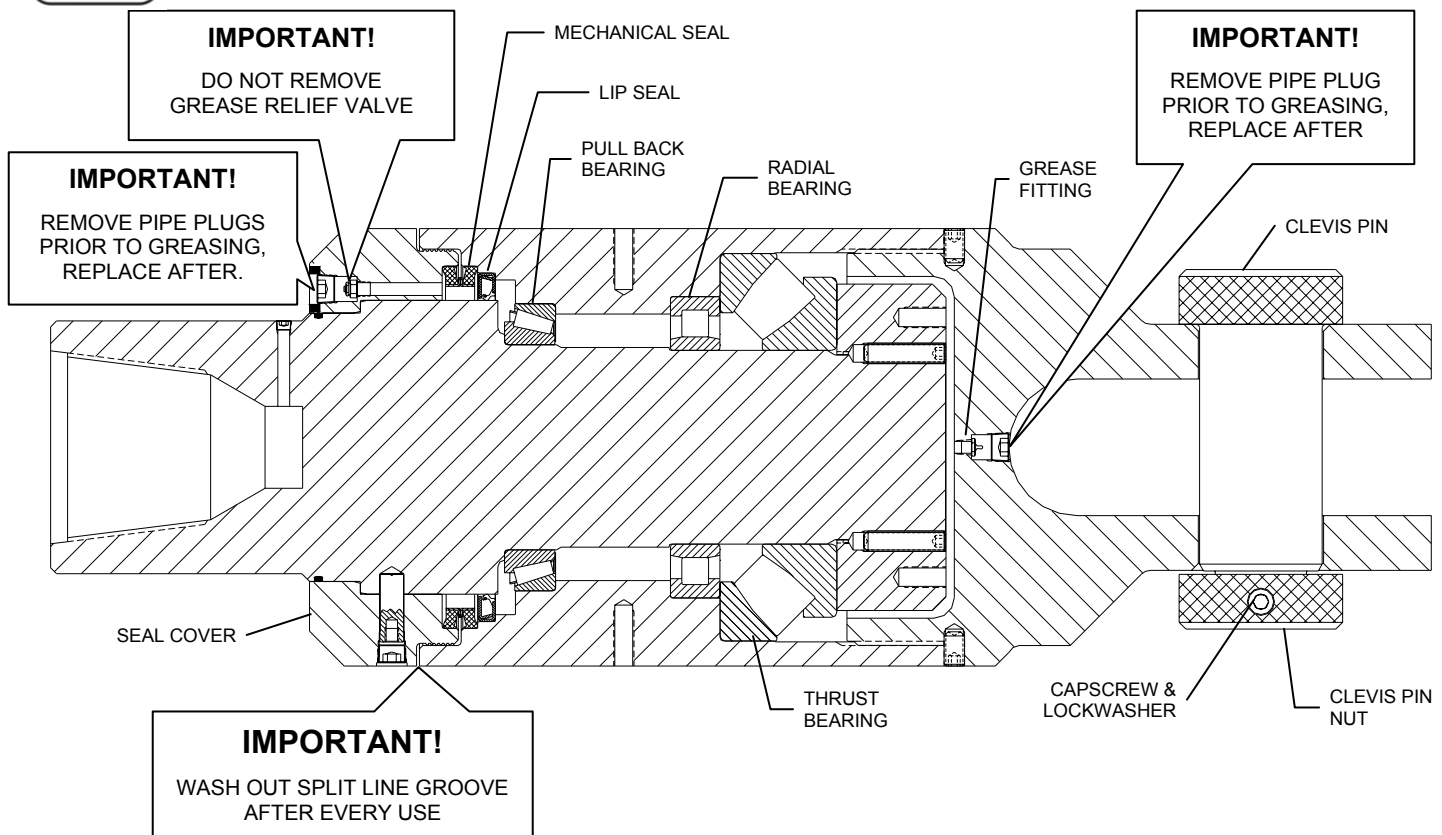 IMPORTANT!
DO NOT REMOVE
GREASE RELIEF VALVE
MECHANICAL SEAL
LIP SEAL
PULL BACK
BEARING
RADIAL
BEARING
GREASE
FITTING
IMPORTANT!
REMOVE PIPE PLUG
PRIOR TO GREASING,
REPLACE AFTER
CLEVIS PIN
IMPORTANT!
REMOVE PIPE PLUGS
PRIOR TO GREASING,
REPLACE AFTER.
SEAL COVER
IMPORTANT!
WASH OUT SPLIT LINE GROOVE
AFTER EVERY USE
THRUST
BEARING
CAPSCREW &
LOCKWASHER
CLEVIS PIN
NUT